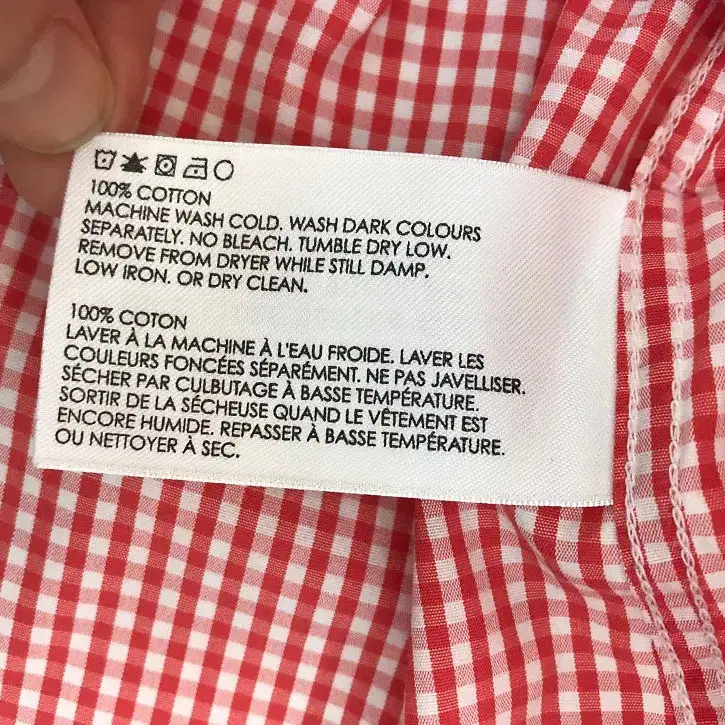 100% COTTON
MACHINE WASH COLD. WASH DARK COLOURS
SEPARATELY. NO BLEACH. TUMBLE DRY LOW.
REMOVE FROM DRYER WHILE STILL DAMP.
LOW IRON. OR DRY CLEAN.
100% COTON
LAVER À LA MACHINE À L'EAU FROIDE. LAVER LES
COULEURS FONCÉES SÉPARÉMENT. NE PAS JAVELLISER.
SÉCHER PAR CULBUTAGE À BASSE TEMPÉRATURE.
SORTIR DE LA SÉCHEUSE QUAND LE VÊTEMENT EST
ENCORE HUMIDE. REPASSER À BASSE TEMPÉRATURE.
OU NETTOYER À SEC.